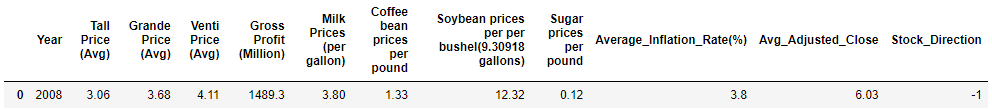 Year Tall Price (Avg) Grande Price (Avg) Venti Price (Avg) Gross Profit (Million) Milk Prices (per gallon) Coffee bean prices per pound Soybean prices per per bushel(9.30918 gallons) Sugar prices per pound Average_Inflation_Rate(%) Avg_Adjusted_Close Stock_Direction
0 2008 3.06 3.68 4.11 1489.3 3.80 1.33 12.32 0.12 3.8 6.03 -1